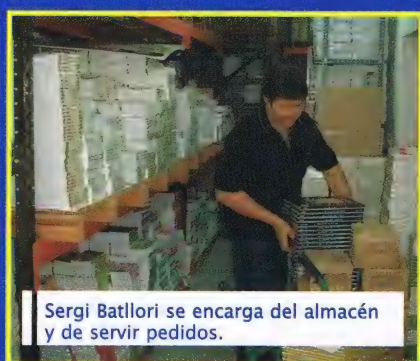 Sergi Batllori se encarga del almacén
y de servir pedidos.